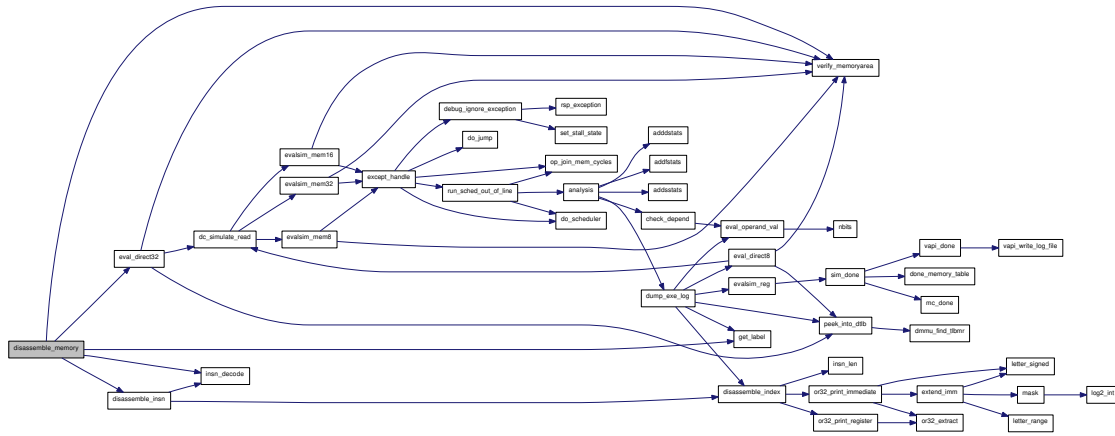 verify_memoryarea
debug_ignore_exception
rsp_exception
set_stall_state
do_jump
adddstats
evalsim_mem16
op_join_mem_cycles
addfstats
except_handle
evalsim_mem32
run_sched_out_of_line
analysis
addsstats
do_scheduler
check_depend
eval_operand_val
nbits
dc_simulate_read
evalsim_mem8
vapi_done
vapi_write_log_file
eval_direct32
eval_direct8
sim_done
done_memory_table
evalsim_reg
dump_exe_log
mc_done
peek_into_dtlb
dmmu_find_tlbmr
get_label
disassemble_memory
insn_decode
insn_len
letter_signed
disassemble_insn
disassemble_index
or32_print_immediate
extend_imm
mask
log2_int
or32_print_register
or32_extract
letter_range